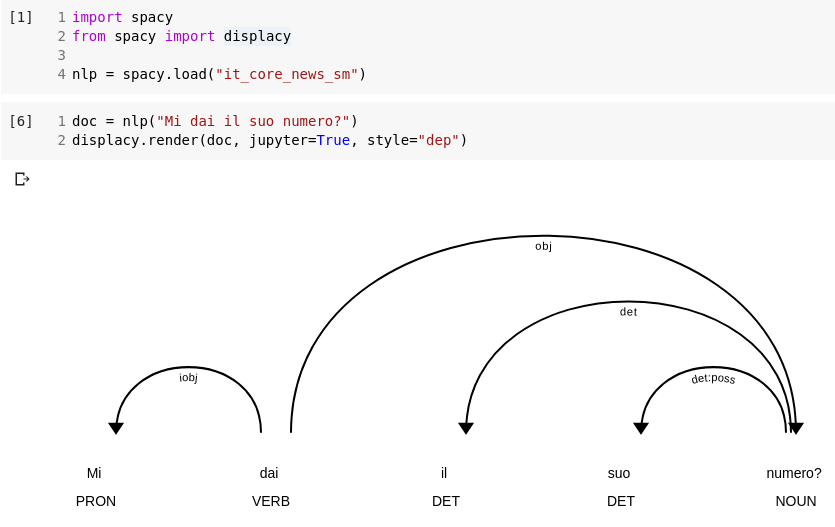 [1] 1 import spacy
2 from spacy import displacy
3
4 nlp = spacy.load("it_core_news_sm")
[6] 1 doc = nlp("Mi dai il suo numero?")
2 displacy.render(doc, jupyter=True, style="dep")
obj
det
iobj det:poss
Mi dai il suo numero?
PRON VERB DET DET NOUN